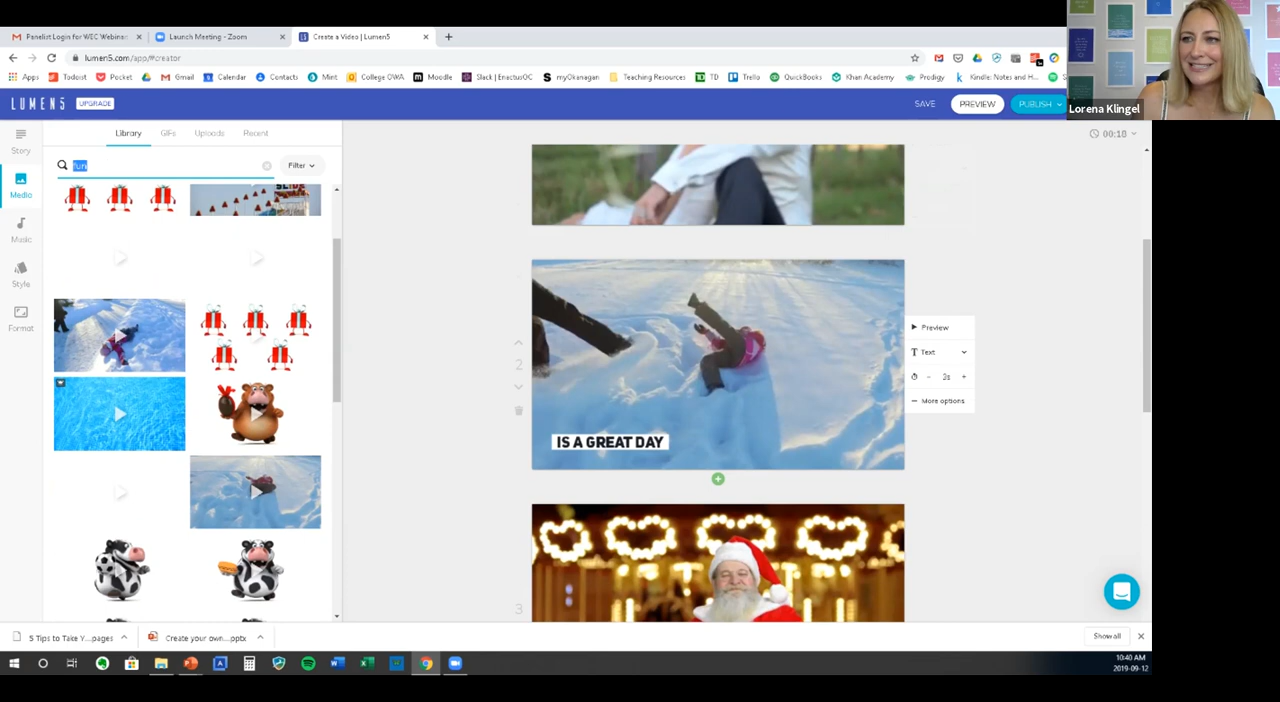 Panelist Login for WEC Webinar
Launch Meeting - Zoom
Create a Video | Lumen5
lumen5.com/app/#creator
Apps Todoist Pocket Gmail Calendar Contacts Mint College OWA Moodle Slack | EnactusOC myOkanagan Teaching Resources TD Trello QuickBooks Khan Academy Prodigy Kindle: Notes and H...
Lorena Klingel
LUMEN5 UPGRADE SAVE PREVIEW PUBLISH
Library GIFs Uploads Recent
00:18
Story
Filter
Media
Music
Style
Format
Preview
Text
2s
More options
2
IS A GREAT DAY
3
5 Tips to Take Y....pages
Create your own...pptx
Show all
10:40 AM
2019-09-12